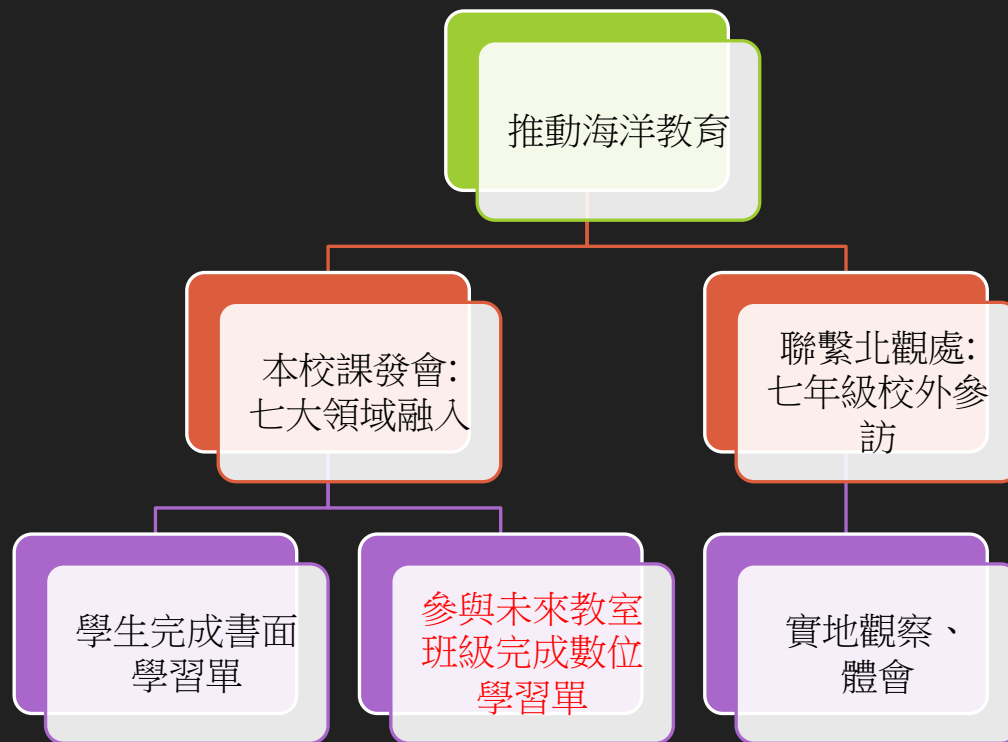 推動海洋教育
本校課發會:
七大領域融入
聯繫北觀處:
七年級校外參
訪
學生完成書面
學習單
參與未來教室
班級完成數位
學習單
實地觀察、
體會